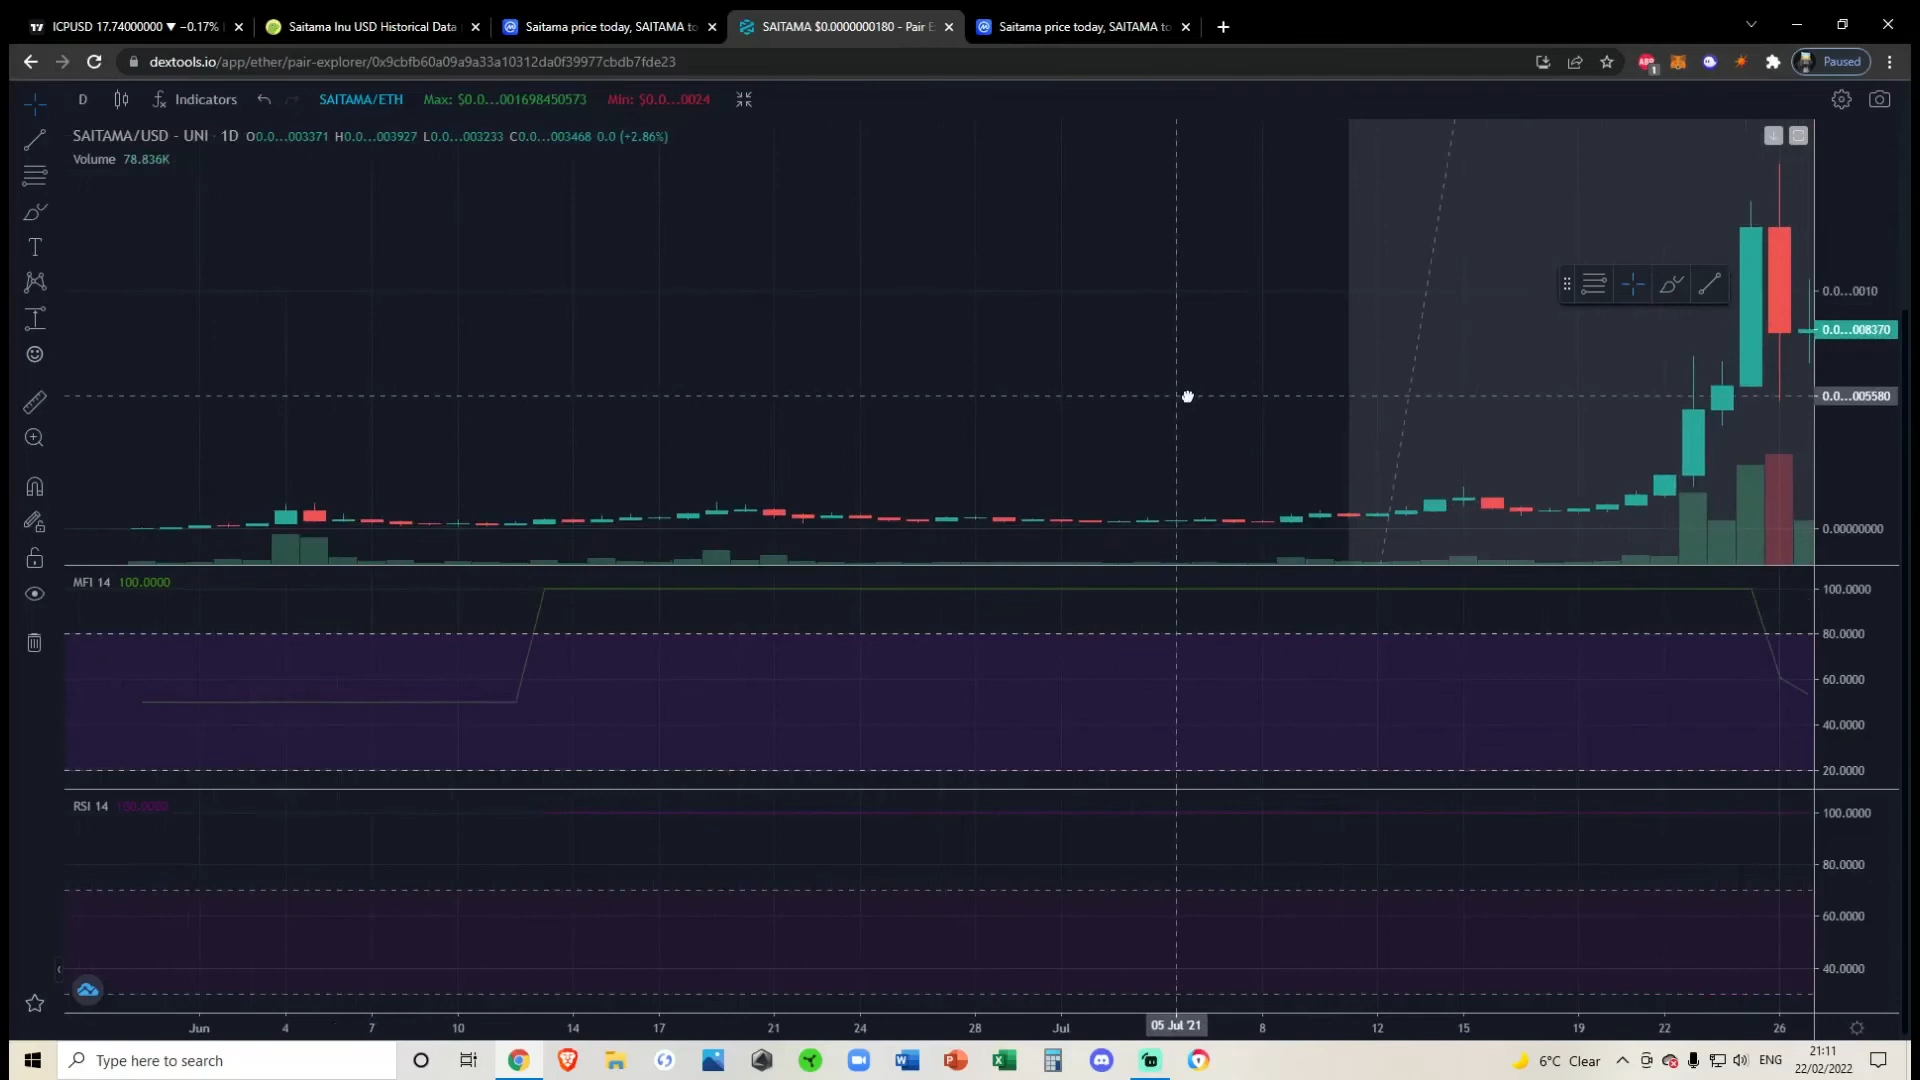 ICPUSD 17.74000000 ▼ −0.17%
Saitama Inu USD Historical Data
Saitama price today, SAITAMA to
SAITAMA $0.0000000180 - Pair E
Saitama price today, SAITAMA to
dextools.io/app/ether/pair-explorer/0x9cbfb60a09a9a33a10312da0f39977cbdb7fde23
ABP
1
Paused
D
Indicators
SAITAMA/ETH
Max: $0.0...001698450573
Min: $0.0...0024
SAITAMA/USD - UNI · 1D O0.0...003371 H0.0...003927 L0.0...003233 C0.0...003468 0.0 (+2.86%)
Volume 78.836K
0.0...0010
0.0...008370
0.0...005580
0.00000000
MFI 14 100.0000
100.0000
80.0000
60.0000
40.0000
20.0000
RSI 14 100.0000
100.0000
80.0000
60.0000
40.0000
Jun 4 7 10 14 17 21 24 28 Jul 05 Jul '21 8 12 15 19 22 26
Type here to search
6°C Clear
ENG
21:11
22/02/2022